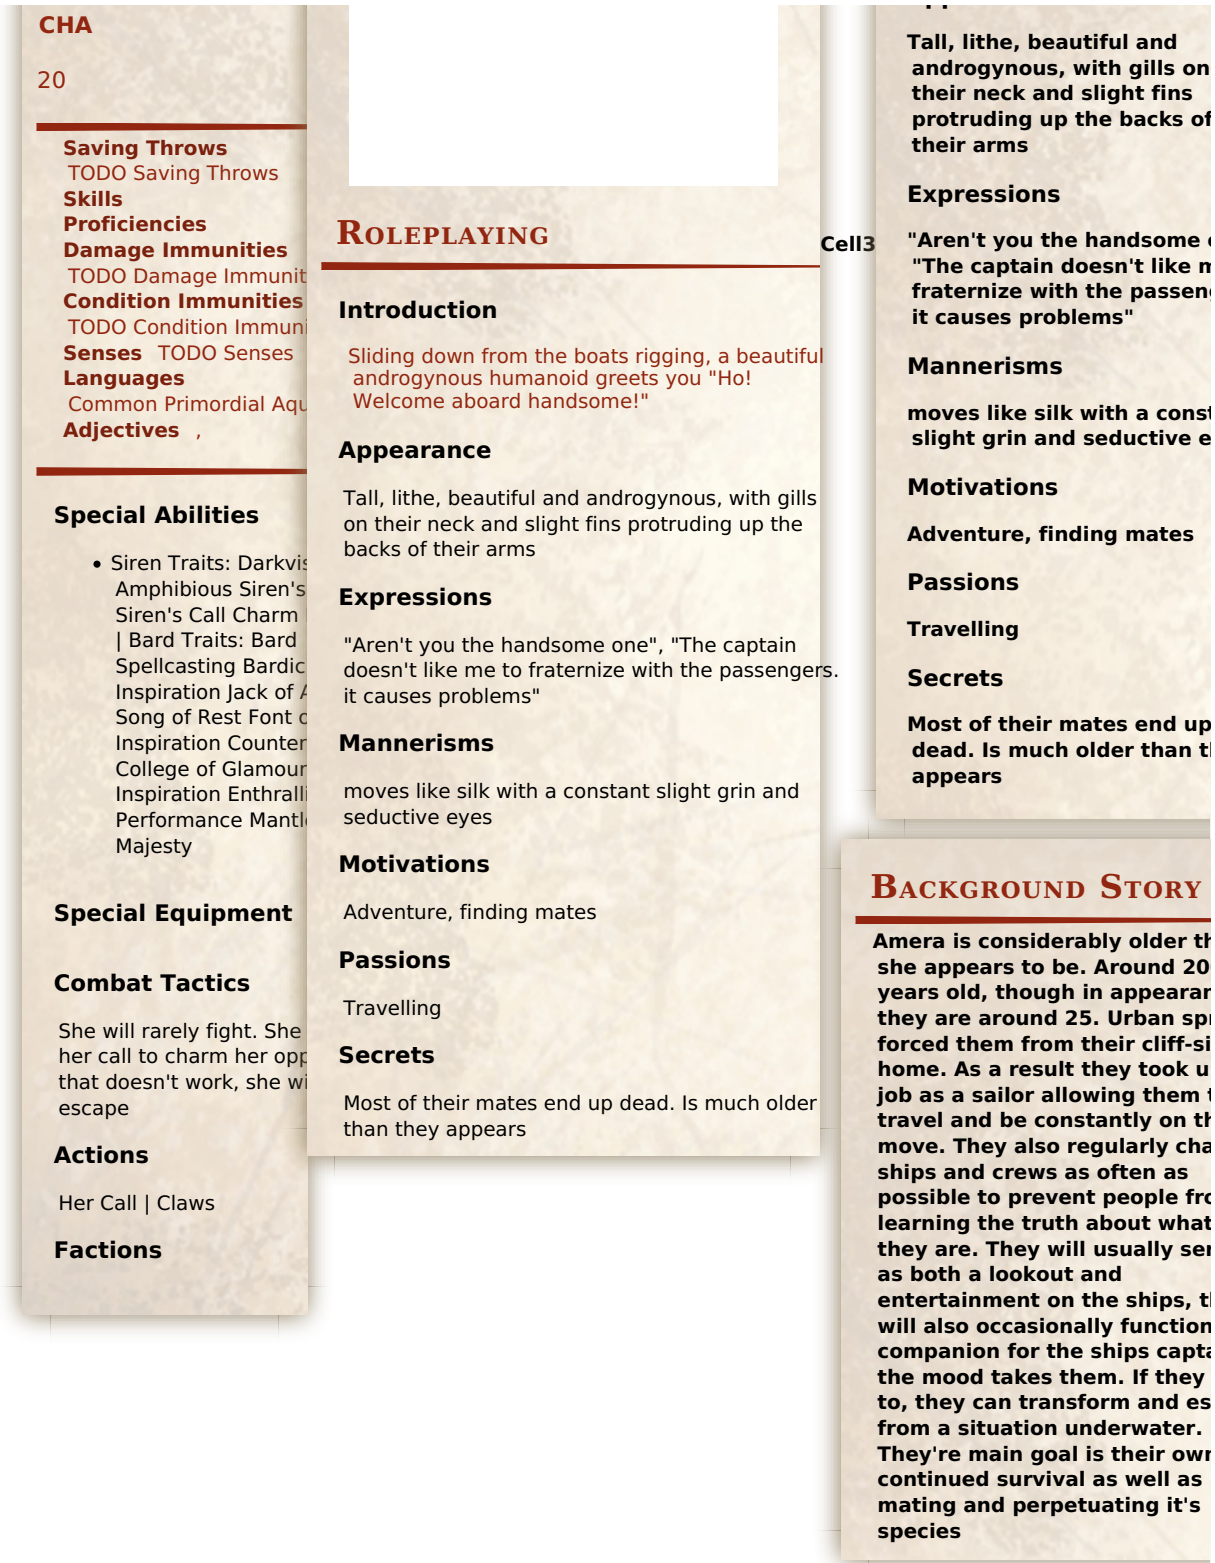 CHA
20
Saving Throws
TODO Saving Throws
Skills
Proficiencies
Damage Immunities
TODO Damage Immunit
Condition Immunities
TODO Condition Immuni
Senses TODO Senses
Languages
Common Primordial Aqu
Adjectives ,
Special Abilities
• Siren Traits: Darkvis
Amphibious Siren's
Siren's Call Charm
| Bard Traits: Bard
Spellcasting Bardic
Inspiration Jack of A
Song of Rest Font o
Inspiration Counter
College of Glamour
Inspiration Enthralli
Performance Mantle
Majesty
Special Equipment
Combat Tactics
She will rarely fight. She
her call to charm her opp
that doesn't work, she wi
escape
Actions
Her Call | Claws
Factions
Roleplaying
Introduction
Sliding down from the boats rigging, a beautiful
androgynous humanoid greets you "Ho!
Welcome aboard handsome!"
Appearance
Tall, lithe, beautiful and androgynous, with gills
on their neck and slight fins protruding up the
backs of their arms
Expressions
"Aren't you the handsome one", "The captain
doesn't like me to fraternize with the passengers.
it causes problems"
Mannerisms
moves like silk with a constant slight grin and
seductive eyes
Motivations
Adventure, finding mates
Passions
Travelling
Secrets
Most of their mates end up dead. Is much older
than they appears
Cell3
Tall, lithe, beautiful and
androgynous, with gills on
their neck and slight fins
protruding up the backs of
their arms
Expressions
"Aren't you the handsome
"The captain doesn't like m
fraternize with the passeng
it causes problems"
Mannerisms
moves like silk with a const
slight grin and seductive e
Motivations
Adventure, finding mates
Passions
Travelling
Secrets
Most of their mates end up
dead. Is much older than th
appears
Background Story
Amera is considerably older th
she appears to be. Around 20
years old, though in appearan
they are around 25. Urban spr
forced them from their cliff-si
home. As a result they took u
job as a sailor allowing them t
travel and be constantly on th
move. They also regularly cha
ships and crews as often as
possible to prevent people fro
learning the truth about what
they are. They will usually ser
as both a lookout and
entertainment on the ships, th
will also occasionally function
companion for the ships capta
the mood takes them. If they
to, they can transform and es
from a situation underwater.
They're main goal is their own
continued survival as well as
mating and perpetuating it's
species